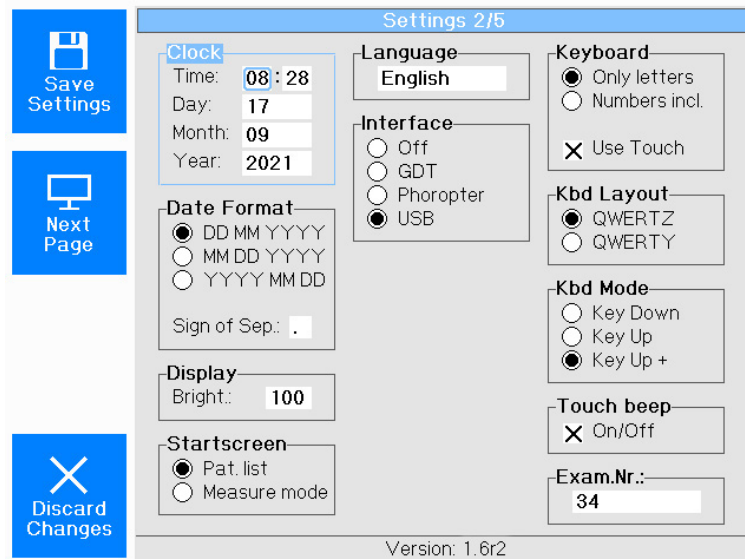 Settings 2/5
Save
Settings
Next
Page
Discard
Changes
Clock
Time: 08 : 28
Day: 17
Month: 09
Year: 2021
Date Format
DD MM YYYY
MM DD YYYY
YYYY MM DD
Sign of Sep.: .
Display
Bright.: 100
Startscreen
Pat. list
Measure mode
Language
English
Interface
Off
GDT
Phoropter
USB
Keyboard
Only letters
Numbers incl.
Use Touch
Kbd Layout
QWERTZ
QWERTY
Kbd Mode
Key Down
Key Up
Key Up +
Touch beep
On/Off
Exam.Nr.:
34
Version: 1.6r2